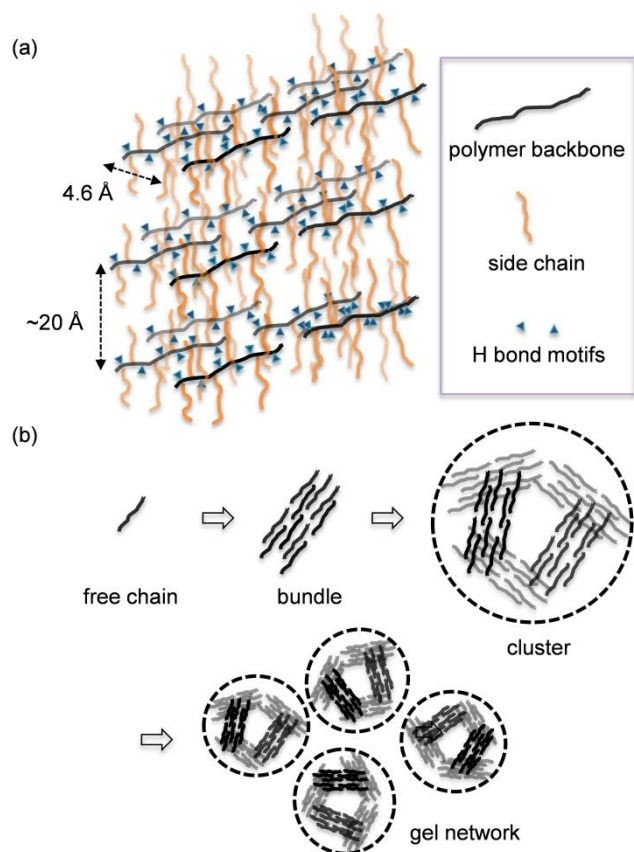 (a)
4.6 Å
~20 Å
polymer backbone
side chain
H bond motifs
(b)
free chain
bundle
cluster
gel network